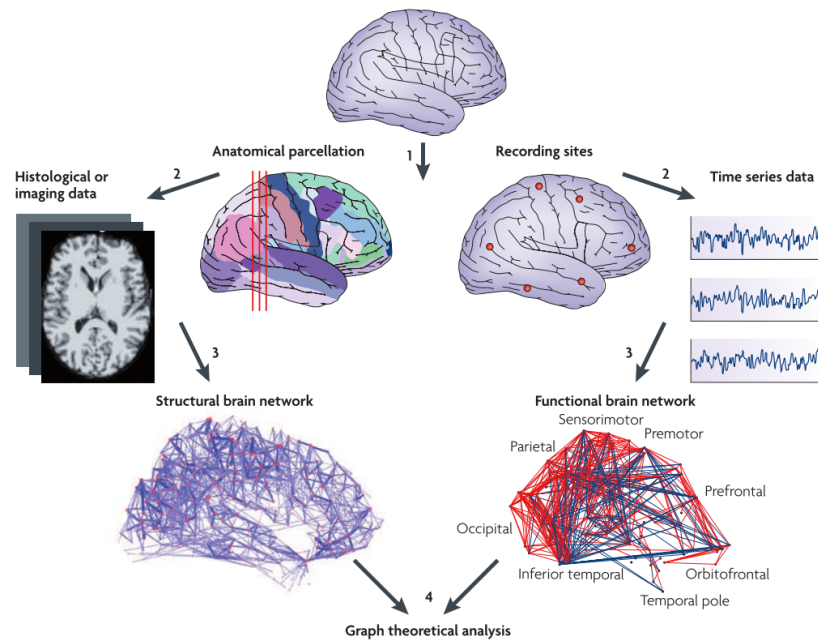 Anatomical parcellation
1
Recording sites
2
2
Histological or
imaging data
Time series data
3
3
Structural brain network
Functional brain network
Sensorimotor
Premotor
Parietal
Prefrontal
Occipital
Inferior temporal
Orbitofrontal
Temporal pole
4
Graph theoretical analysis